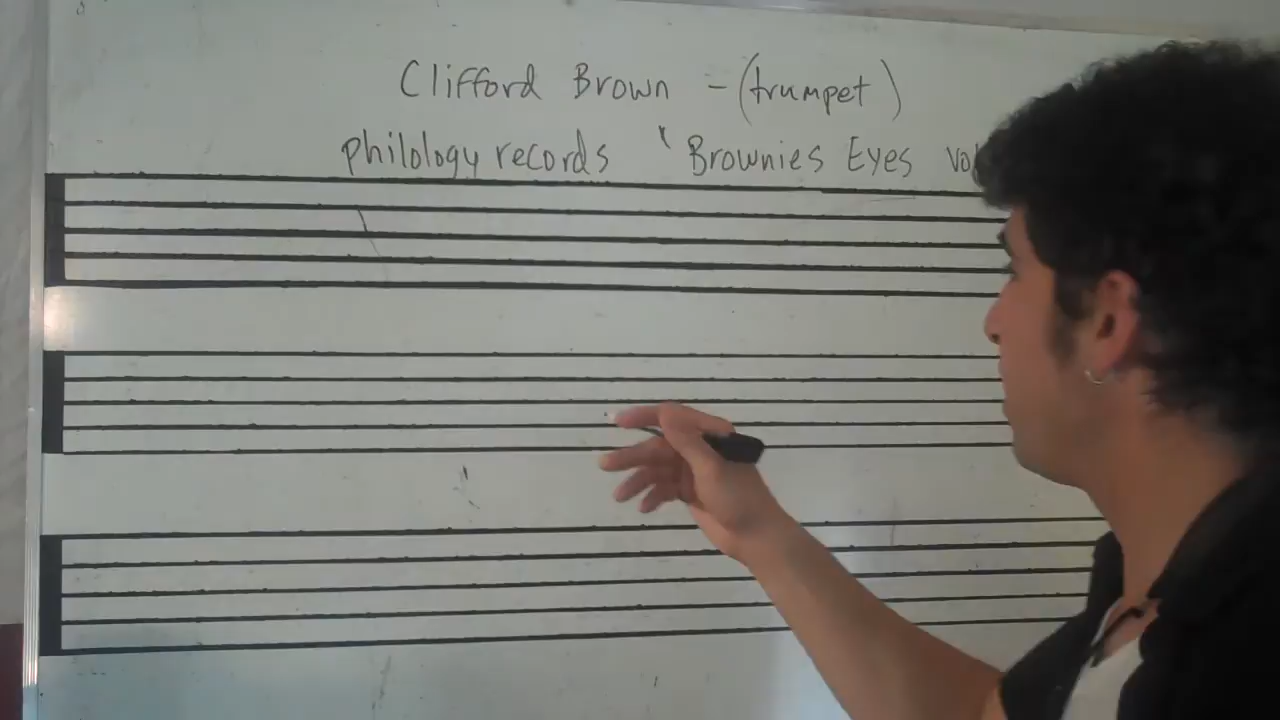 Clifford Brown - (trumpet)
philology records ‘Brownies Eyes